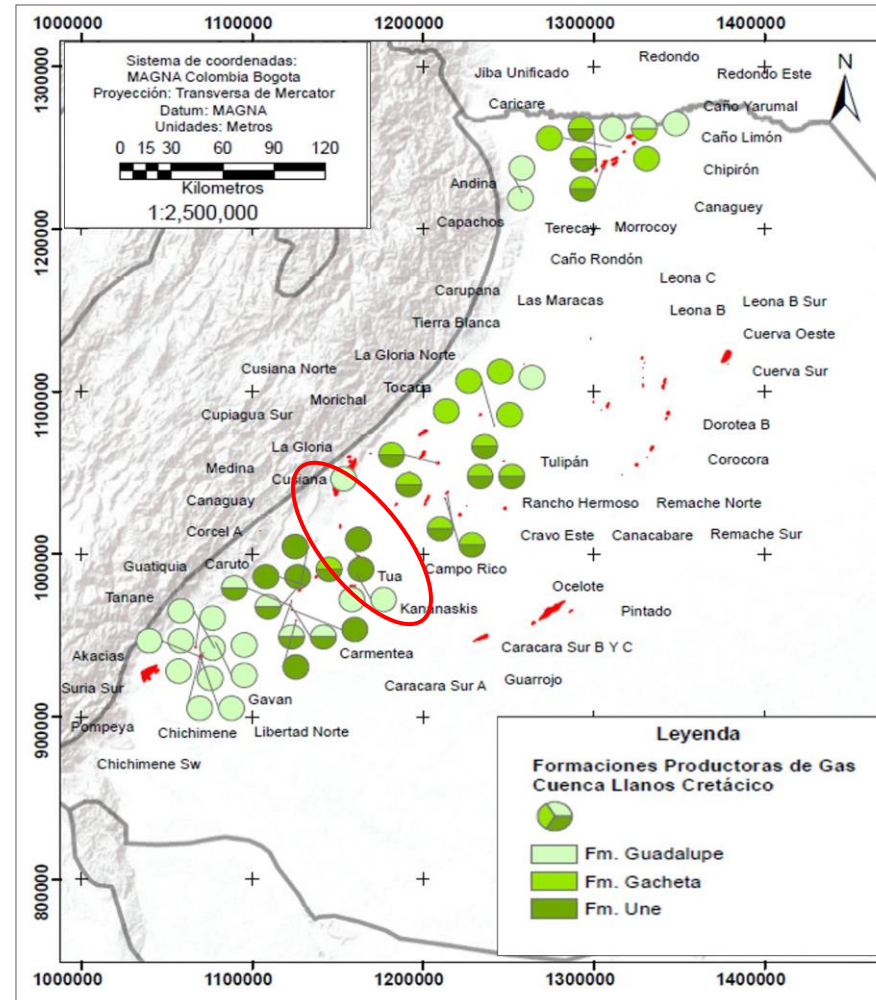 1000000 1100000 1200000 1300000 1400000
1300000
1200000
1100000
1000000
900000
800000
Sistema de coordenadas:
MAGNA Colombia Bogota
Proyección: Transversa de Mercator
Datum: MAGNA
Unidades: Metros
0 15 30 60 90 120
Kilometros
1:2,500,000
N
Redondo
Jiba Unificado
Redondo Este
Caricare
Caño Yarumal
Caño Limón
Chipirón
Andina
Canaguey
Capachos
Terecay
Morrocoy
Caño Rondón
Leona C
Carupana
Las Maracas
Leona B
Leona B Sur
Tierra Blanca
Cuerva Oeste
La Gloria Norte
Cusiana Norte
Cuerva Sur
Tocaria
Morichal
Cupiagua Sur
Dorotea B
La Gloria
Tulipán
Corocora
Medina
Cusiana
Canaguay
Rancho Hermoso
Remache Norte
Corcel A
Cravo Este
Canacabare
Remache Sur
Guatiquia
Caruto
Campo Rico
Tua
Ocelote
Tanane
Kananaskis
Pintado
Caracara Sur B Y C
Akacias
Carmentea
Guarrojo
Suria Sur
Caracara Sur A
Gavan
Pompeya
Chichimene
Libertad Norte
Chichimene Sw
Leyenda
Formaciones Productoras de Gas
Cuenca Llanos Cretácico
Fm. Guadalupe
Fm. Gacheta
Fm. Une
1000000 1100000 1200000 1300000 1400000